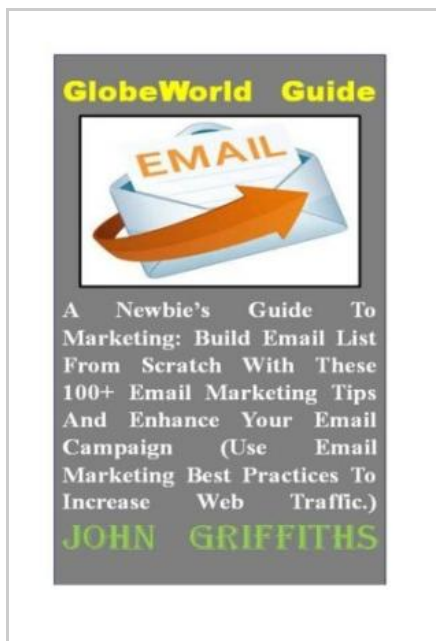 GlobeWorld Guide
EMAIL
A Newbie's Guide To
Marketing: Build Email List
From Scratch With These
100+ Email Marketing Tips
And Enhance Your Email
Campaign (Use Email
Marketing Best Practices To
Increase Web Traffic.)
JOHN GRIFFITHS